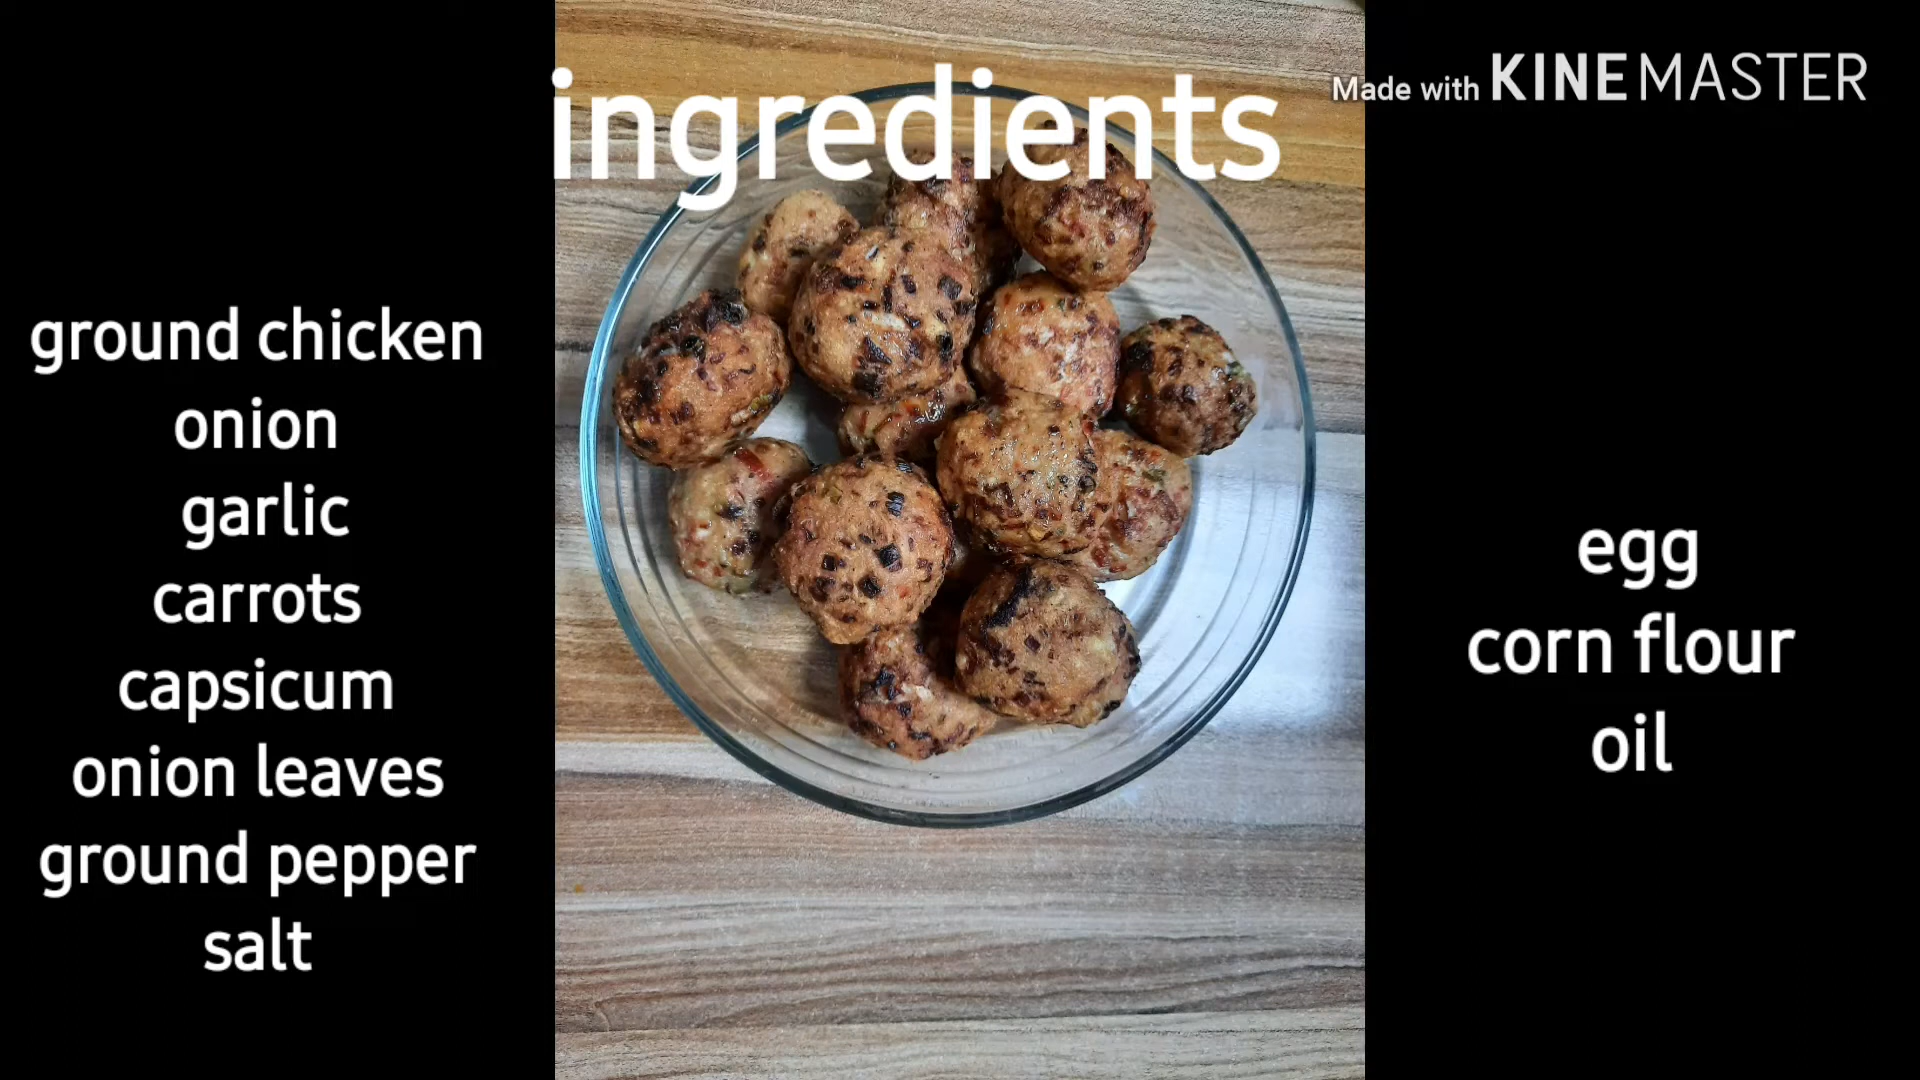 ingredients
Made with KINEMASTER
ground chicken
onion
garlic
carrots
capsicum
onion leaves
ground pepper
salt
egg
corn flour
oil